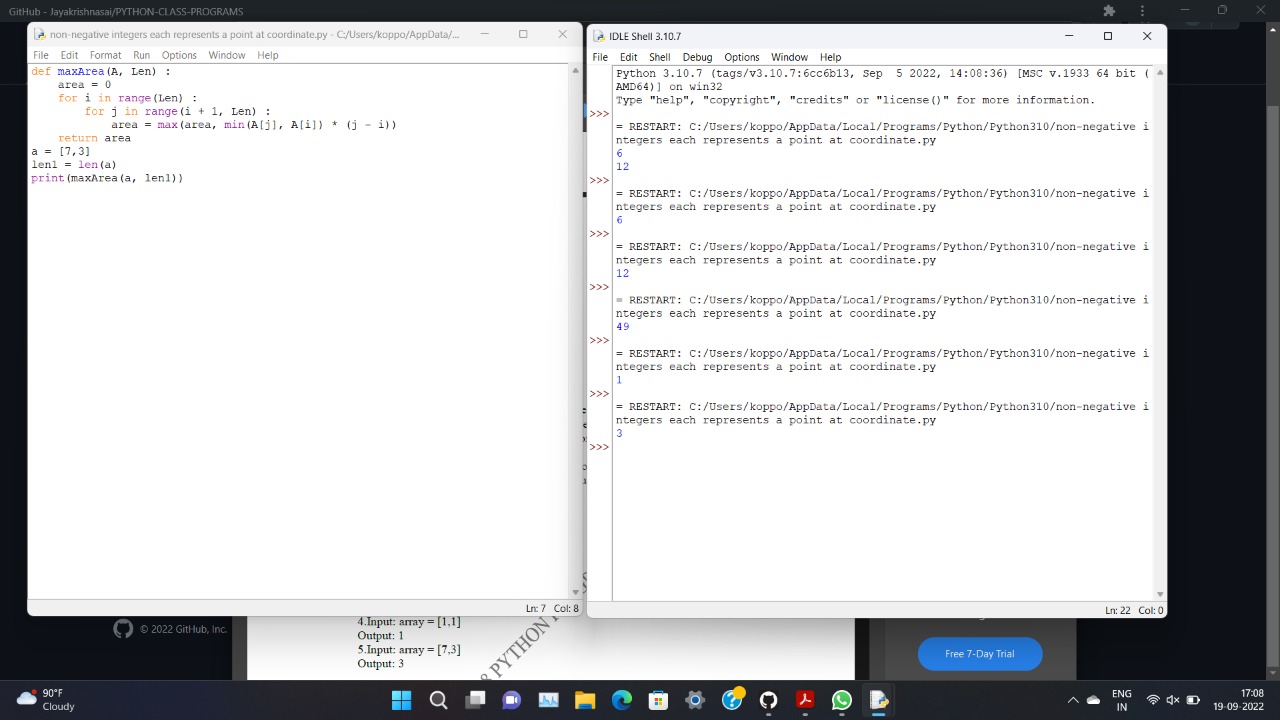 GitHub - Jayakrishnasai/PYTHON-CLASS-PROGRAMS
non-negative integers each represents a point at coordinate.py - C:/Users/koppo/AppData/...
File Edit Format Run Options Window Help
def maxArea(A, Len) :
    area = 0
    for i in range(Len) :
        for j in range(i + 1, Len) :
            area = max(area, min(A[j], A[i]) * (j - i))
    return area
a = [7,3]
len1 = len(a)
print(maxArea(a, len1))
Ln: 7 Col: 8
IDLE Shell 3.10.7
File Edit Shell Debug Options Window Help
Python 3.10.7 (tags/v3.10.7:6cc6b13, Sep  5 2022, 14:08:36) [MSC v.1933 64 bit (
AMD64)] on win32
Type "help", "copyright", "credits" or "license()" for more information.
>>>
= RESTART: C:/Users/koppo/AppData/Local/Programs/Python/Python310/non-negative i
ntegers each represents a point at coordinate.py
6
12
>>>
= RESTART: C:/Users/koppo/AppData/Local/Programs/Python/Python310/non-negative i
ntegers each represents a point at coordinate.py
6
>>>
= RESTART: C:/Users/koppo/AppData/Local/Programs/Python/Python310/non-negative i
ntegers each represents a point at coordinate.py
12
>>>
= RESTART: C:/Users/koppo/AppData/Local/Programs/Python/Python310/non-negative i
ntegers each represents a point at coordinate.py
49
>>>
= RESTART: C:/Users/koppo/AppData/Local/Programs/Python/Python310/non-negative i
ntegers each represents a point at coordinate.py
1
>>>
= RESTART: C:/Users/koppo/AppData/Local/Programs/Python/Python310/non-negative i
ntegers each represents a point at coordinate.py
3
>>>
Ln: 22 Col: 0
© 2022 GitHub, Inc.
4.Input: array = [1,1]
Output: 1
5.Input: array = [7,3]
Output: 3
& PYTHON
Free 7-Day Trial
90°F
Cloudy
ENG
IN
17:08
19-09-2022